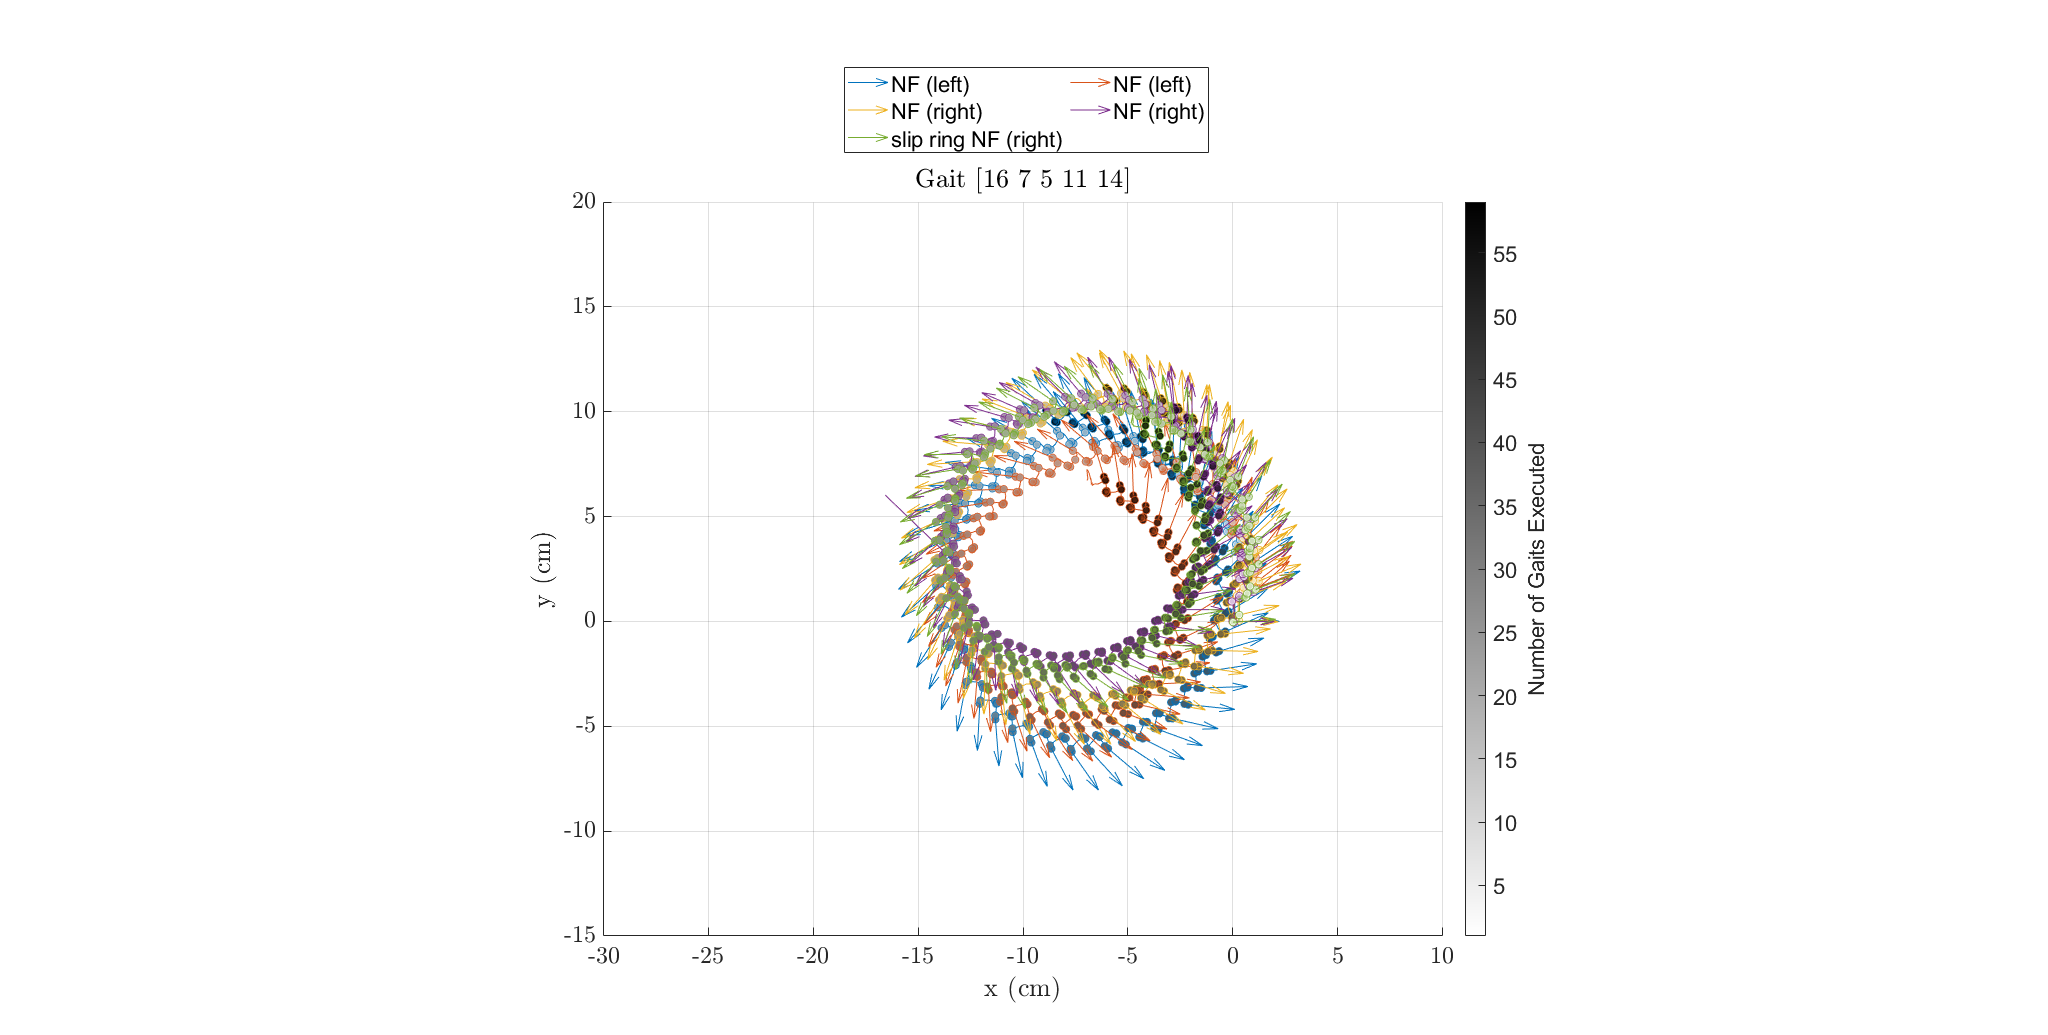 NF (left) NF (left)
NF (right) NF (right)
slip ring NF (right)
Gait [16 7 5 11 14]
20
15
10
5
0
-5
-10
-15
y (cm)
-30 -25 -20 -15 -10 -5 0 5 10
x (cm)
55
50
45
40
35
30
25
20
15
10
5
Number of Gaits Executed